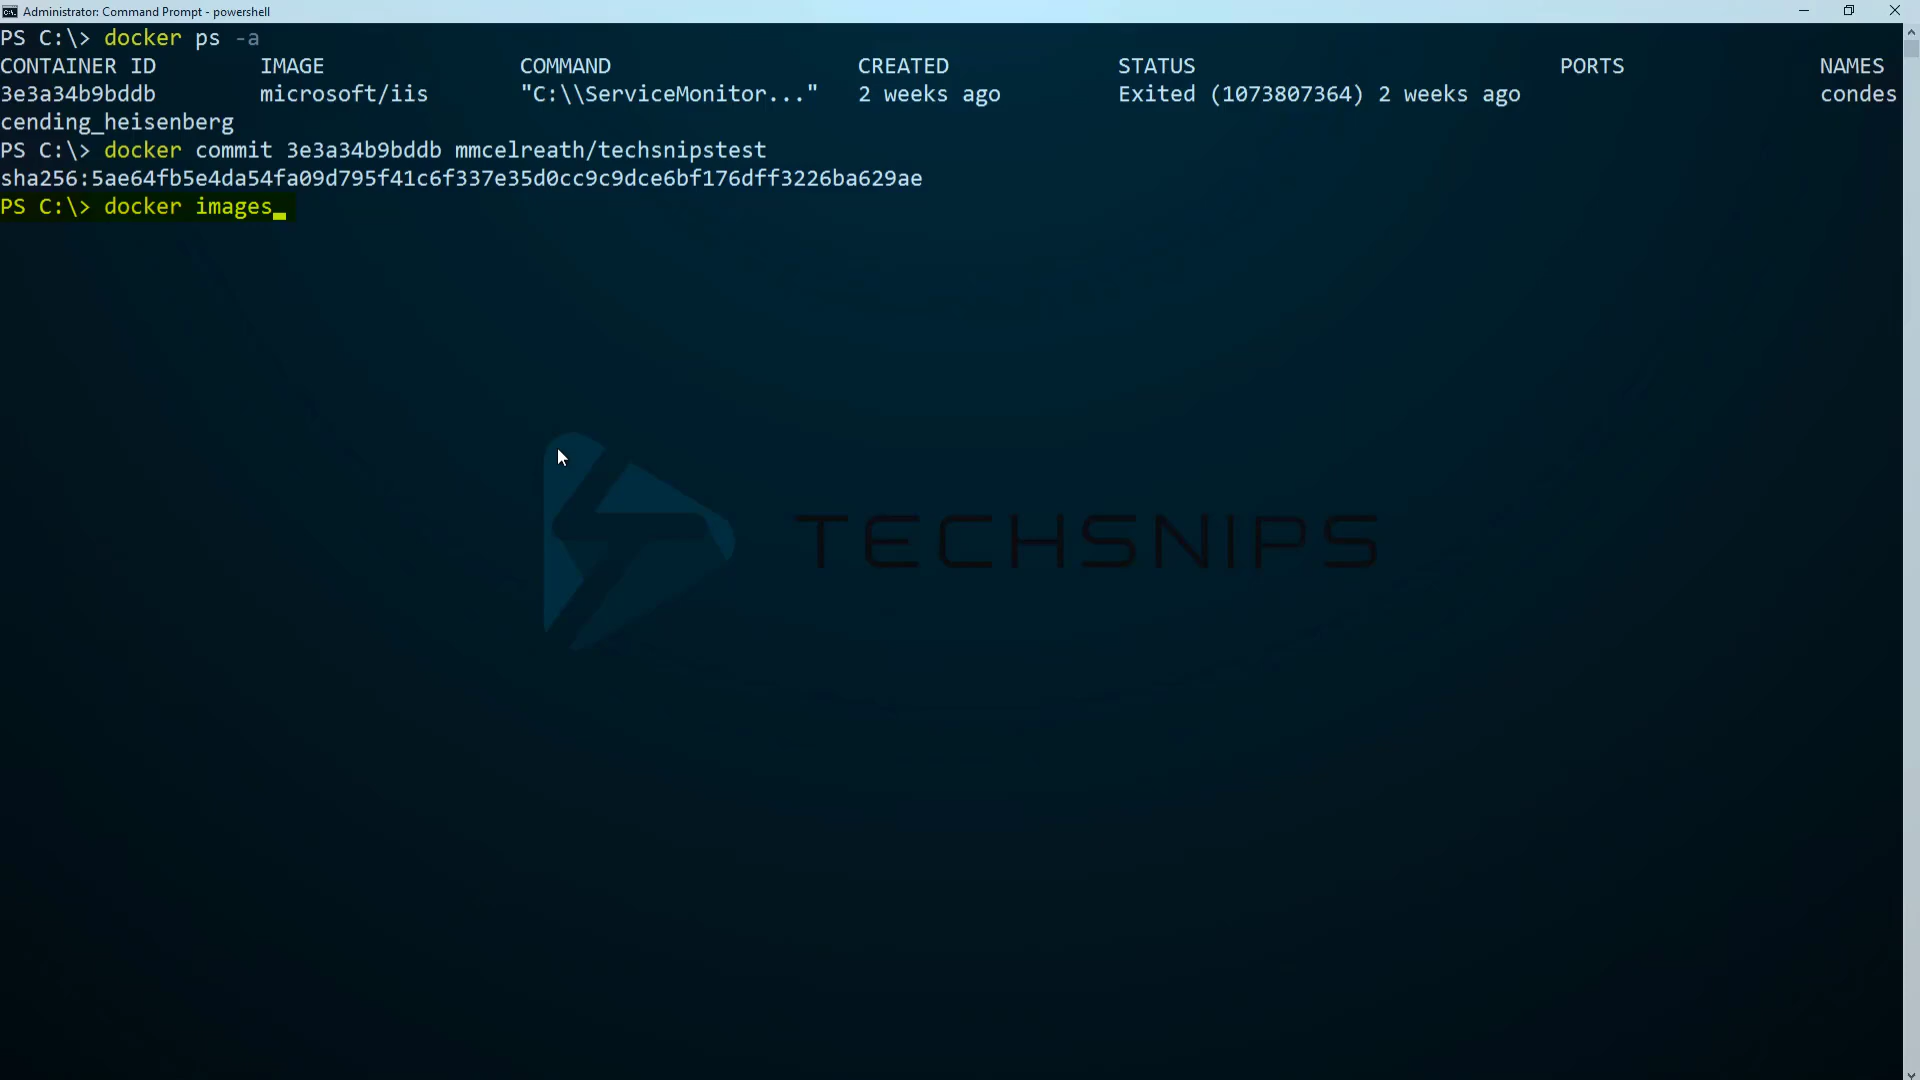 Administrator: Command Prompt - powershell
PS C:\> docker ps -a
CONTAINER ID IMAGE COMMAND CREATED STATUS PORTS NAMES
3e3a34b9bddb microsoft/iis "C:\\ServiceMonitor..." 2 weeks ago Exited (1073807364) 2 weeks ago condes
cending_heisenberg
PS C:\> docker commit 3e3a34b9bddb mmcelreath/techsnipstest
sha256:5ae64fb5e4da54fa09d795f41c6f337e35d0cc9c9dce6bf176dff3226ba629ae
PS C:\> docker images
TECHSNIPS